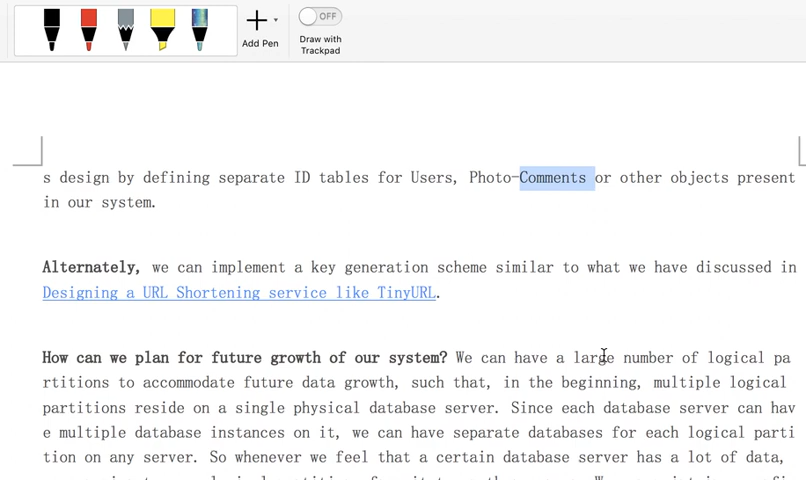 OFF
Add Pen
Draw with
Trackpad
s design by defining separate ID tables for Users, Photo-Comments or other objects present
in our system.
Alternately, we can implement a key generation scheme similar to what we have discussed in
Designing a URL Shortening service like TinyURL.
How can we plan for future growth of our system? We can have a large number of logical pa
rtitions to accommodate future data growth, such that, in the beginning, multiple logical
partitions reside on a single physical database server. Since each database server can hav
e multiple database instances on it, we can have separate databases for each logical parti
tion on any server. So whenever we feel that a certain database server has a lot of data,